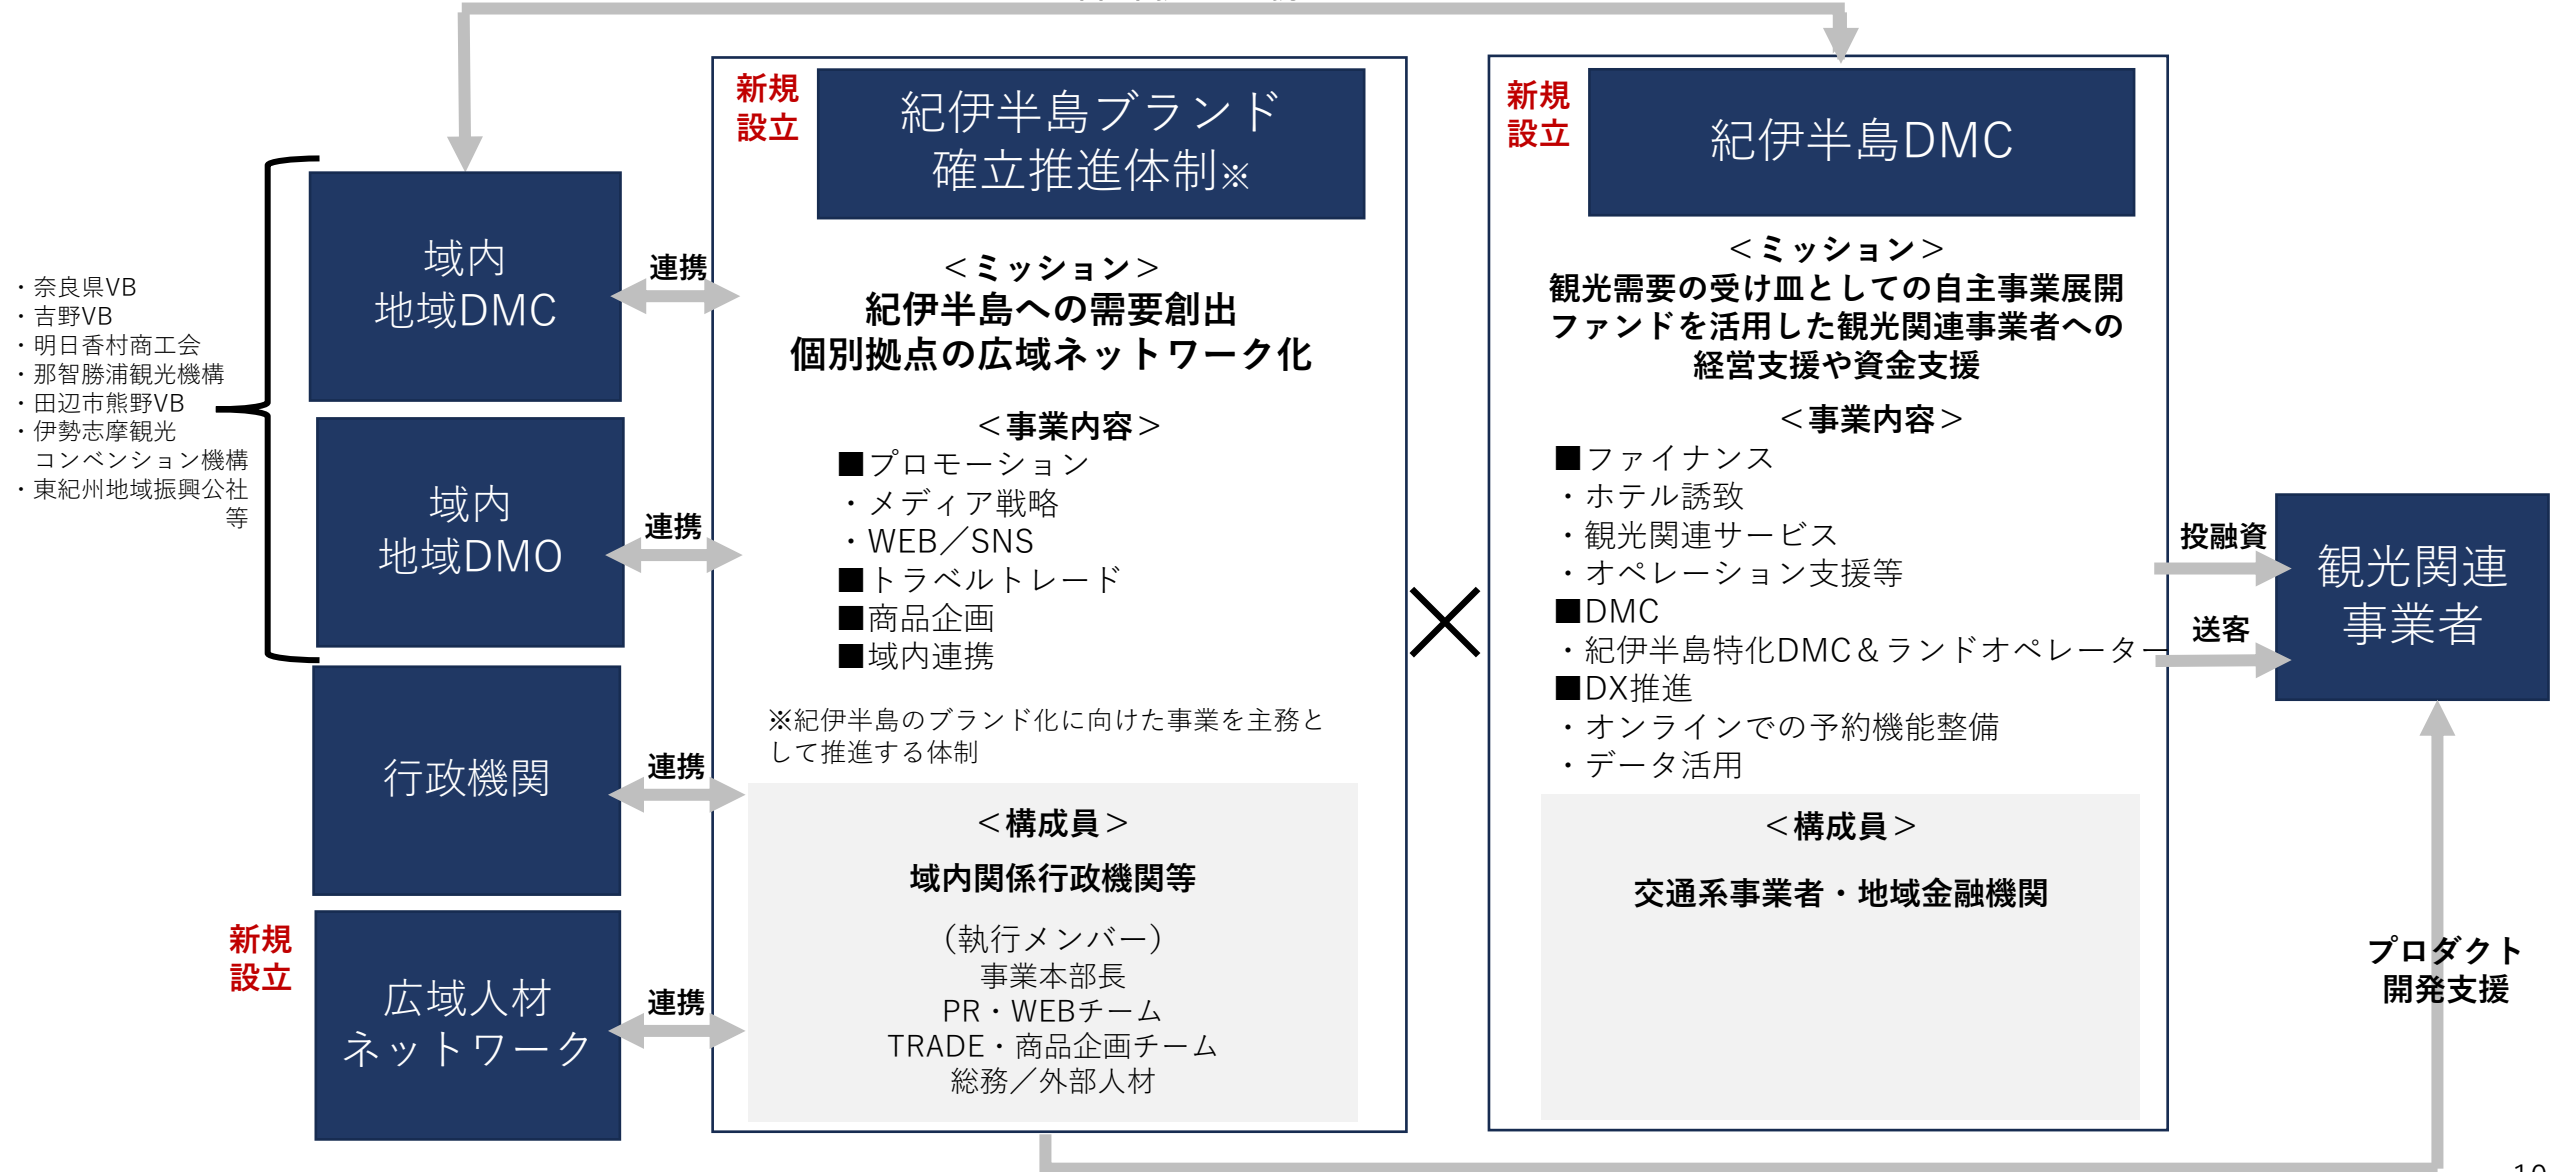 ・奈良県VB
・吉野VB
・明日香村商工会
・那智勝浦観光機構
・田辺市熊野VB
・伊勢志摩観光
コンベンション機構
・東紀州地域振興公社
等
域内
地域DMC
連携
域内
地域DMO
連携
行政機関
連携
新規
設立
広域人材
ネットワーク
連携
新規
設立
紀伊半島ブランド
確立推進体制※
＜ミッション＞
紀伊半島への需要創出
個別拠点の広域ネットワーク化
＜事業内容＞
■プロモーション
・メディア戦略
・WEB／SNS
■トラベルトレード
■商品企画
■域内連携
※紀伊半島のブランド化に向けた事業を主務と
して推進する体制
＜構成員＞
域内関係行政機関等
（執行メンバー）
事業本部長
PR・WEBチーム
TRADE・商品企画チーム
総務／外部人材
新規
設立
紀伊半島DMC
＜ミッション＞
観光需要の受け皿としての自主事業展開
ファンドを活用した観光関連事業者への
経営支援や資金支援
＜事業内容＞
■ファイナンス
・ホテル誘致
・観光関連サービス
・オペレーション支援等
■DMC
・紀伊半島特化DMC＆ランドオペレーター
■DX推進
・オンラインでの予約機能整備
・データ活用
＜構成員＞
交通系事業者・地域金融機関
投融資
送客
観光関連
事業者
プロダクト
開発支援